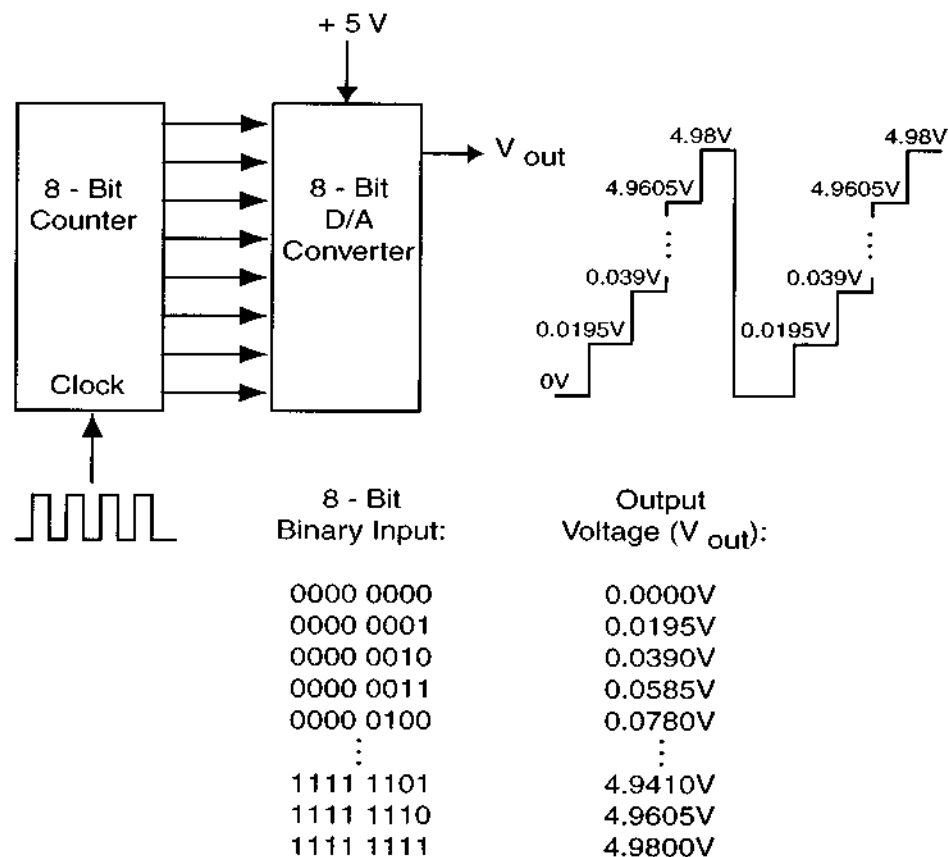 + 5 V
8 - Bit
Counter
Clock
8 - Bit
D/A
Converter
V out
4.98V
4.9605V
0.039V
0.0195V
0V
4.98V
4.9605V
0.039V
0.0195V
8 - Bit
Binary Input:
Output
Voltage (V out):
0000 0000 0.0000V
0000 0001 0.0195V
0000 0010 0.0390V
0000 0011 0.0585V
0000 0100 0.0780V
⋮ ⋮
1111 1101 4.9410V
1111 1110 4.9605V
1111 1111 4.9800V